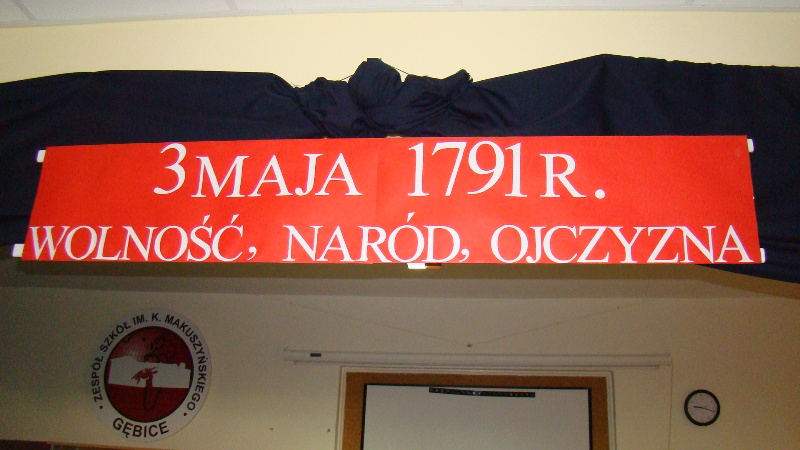 3 MAJA 1791 R.
WOLNOŚĆ, NARÓD, OJCZYZNA
• ZESPÓŁ SZKÓŁ IM. K. MAKUSZYŃSKIEGO •
GĘBICE